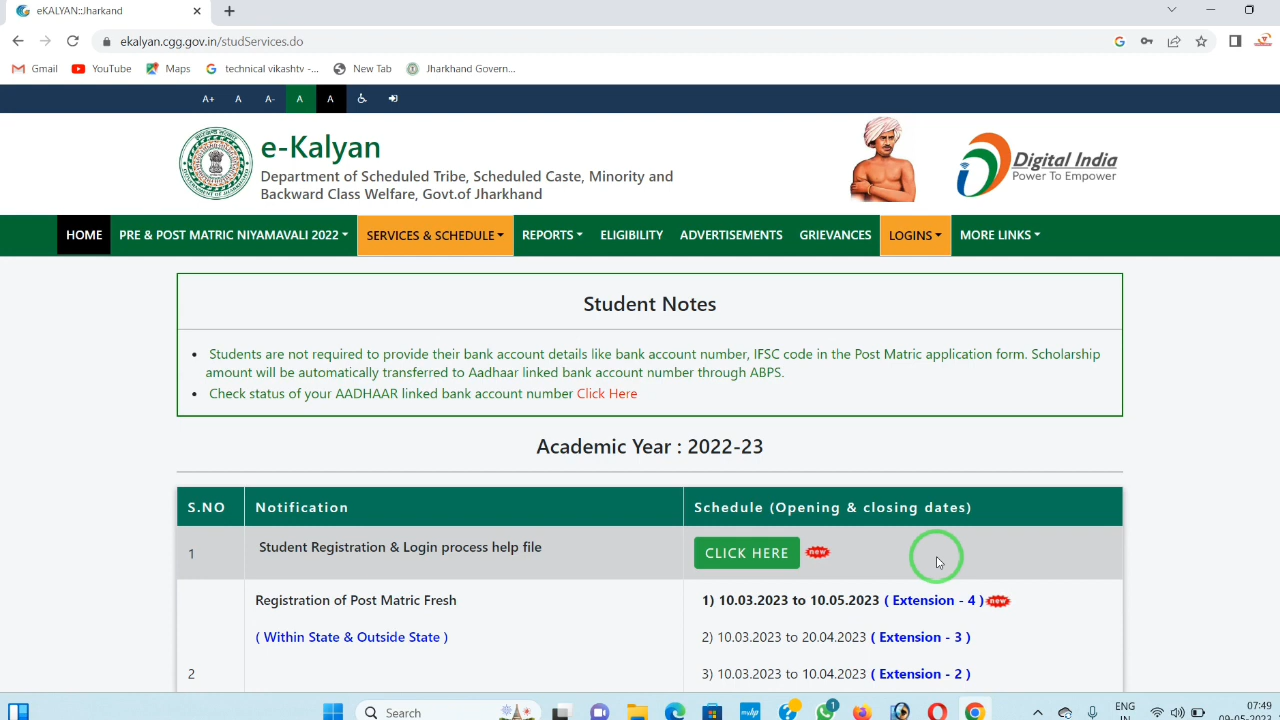 eKALYAN::Jharkhand
ekalyan.cgg.gov.in/studServices.do
Gmail YouTube Maps technical vikashtv -... New Tab Jharkhand Govern...
A+ A A- A A
e-Kalyan
Department of Scheduled Tribe, Scheduled Caste, Minority and
Backward Class Welfare, Govt.of Jharkhand
Digital India
Power To Empower
HOME PRE & POST MATRIC NIYAMAVALI 2022 SERVICES & SCHEDULE REPORTS ELIGIBILITY ADVERTISEMENTS GRIEVANCES LOGINS MORE LINKS
Student Notes
• Students are not required to provide their bank account details like bank account number, IFSC code in the Post Matric application form. Scholarship
amount will be automatically transferred to Aadhaar linked bank account number through ABPS.
• Check status of your AADHAAR linked bank account number Click Here
Academic Year : 2022-23
S.NO Notification Schedule (Opening & closing dates)
1 Student Registration & Login process help file CLICK HERE new
Registration of Post Matric Fresh 1) 10.03.2023 to 10.05.2023 ( Extension - 4 ) new
( Within State & Outside State ) 2) 10.03.2023 to 20.04.2023 ( Extension - 3 )
2 3) 10.03.2023 to 10.04.2023 ( Extension - 2 )
Search 1 ENG 07:49